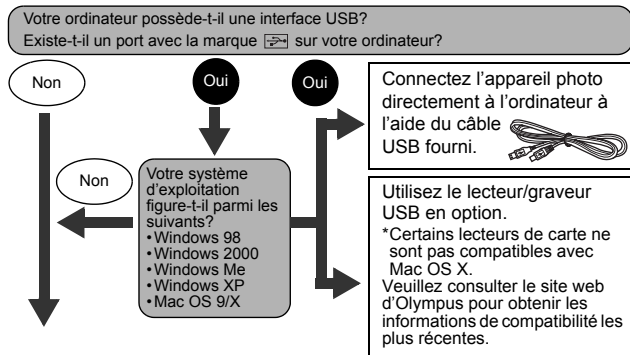 Votre ordinateur possède-t-il une interface USB?
Existe-t-il un port avec la marque sur votre ordinateur?
Non
Oui
Oui
Connectez l'appareil photo
directement à l'ordinateur à
l'aide du câble
USB fourni.
Non
Votre système
d'exploitation
figure-t-il parmi les
suivants?
•Windows 98
•Windows 2000
•Windows Me
•Windows XP
•Mac OS 9/X
Utilisez le lecteur/graveur
USB en option.
*Certains lecteurs de carte ne
sont pas compatibles avec
Mac OS X.
Veuillez consulter le site web
d'Olympus pour obtenir les
informations de compatibilité les
plus récentes.